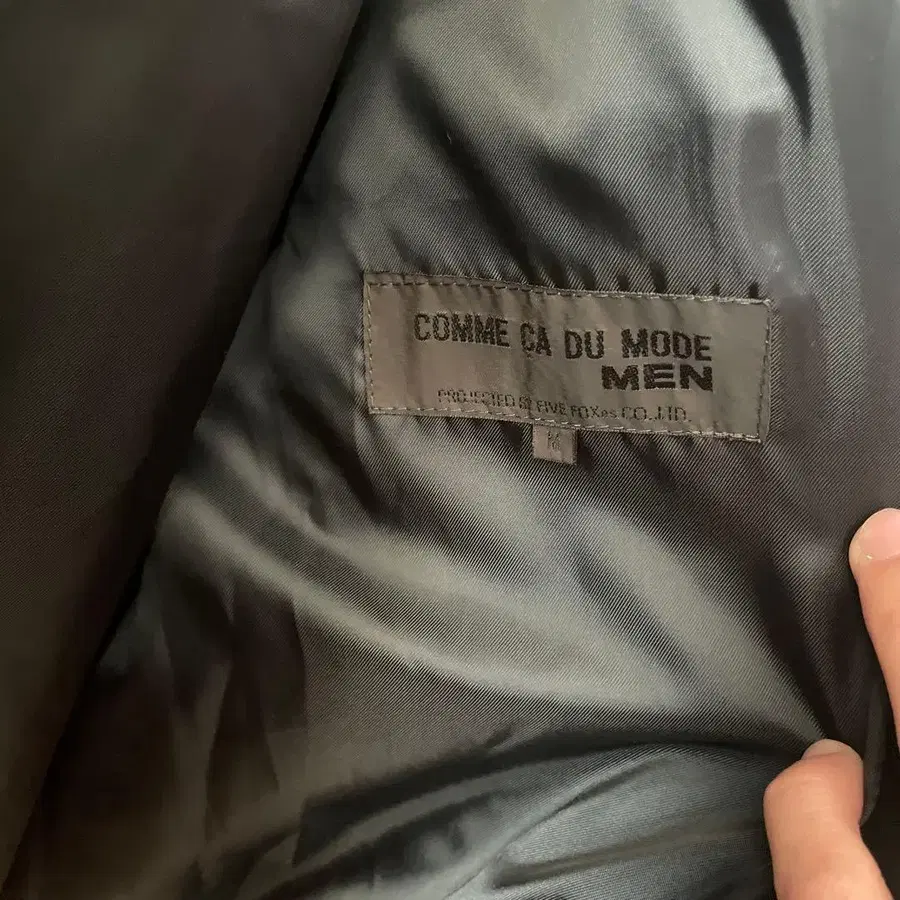 COMME ÇA DU MODE
MEN
PROJECTED BY FIVE FOXes CO.,LTD.
M